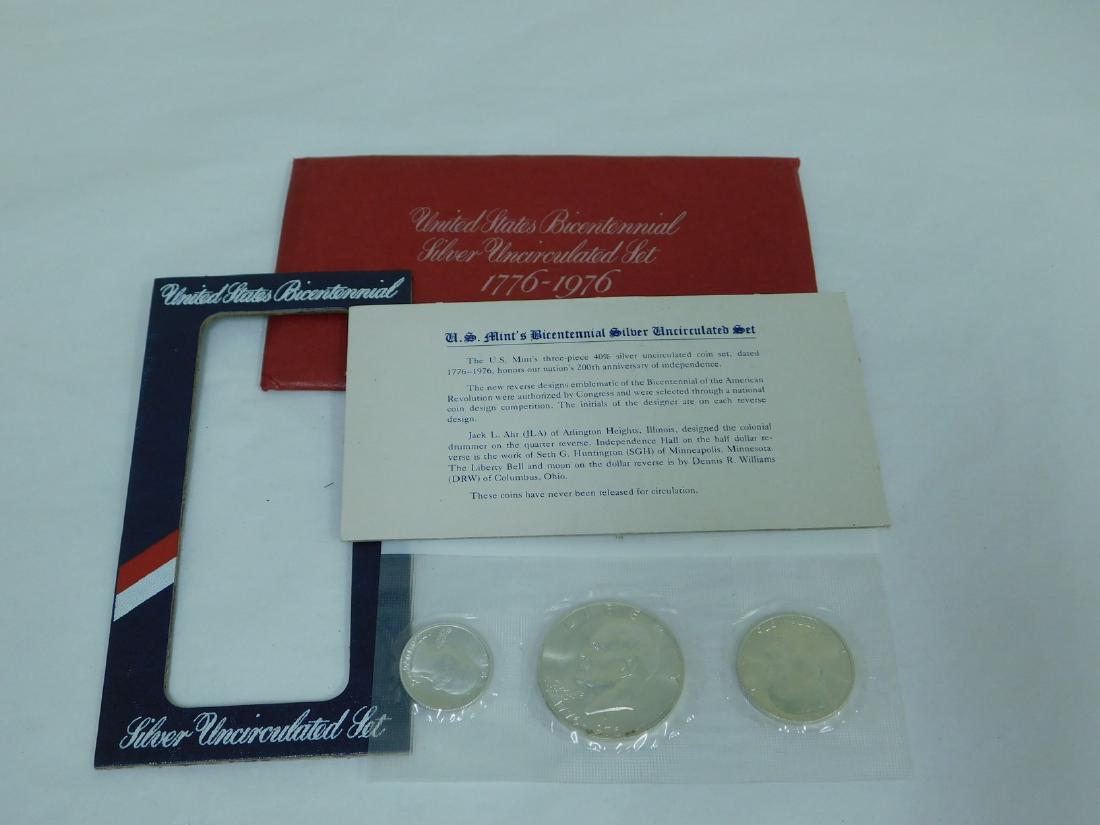 United States Bicentennial
Silver Uncirculated Set
1776-1976
United States Bicentennial
Silver Uncirculated Set
U.S. Mint's Bicentennial Silver Uncirculated Set
The U.S. Mint's three-piece 40% silver uncirculated coin set, dated
1776–1976, honors our nation's 200th anniversary of independence.
The new reverse designs emblematic of the Bicentennial of the American
Revolution were authorized by Congress and were selected through a national
coin design competition. The initials of the designer are on each reverse
design.
Jack L. Ahr (JLA) of Arlington Heights, Illinois, designed the colonial
drummer on the quarter reverse. Independence Hall on the half dollar re-
verse is the work of Seth G. Huntington (SGH) of Minneapolis, Minnesota.
The Liberty Bell and moon on the dollar reverse is by Dennis R. Williams
(DRW) of Columbus, Ohio.
These coins have never been released for circulation.